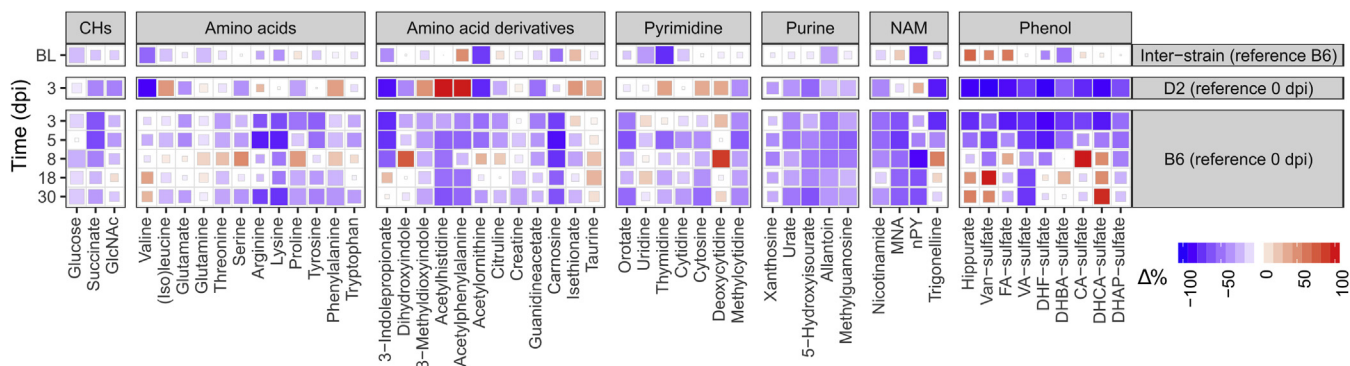 CHs Amino acids Amino acid derivatives Pyrimidine Purine NAM Phenol
BL Inter−strain (reference B6)
3 D2 (reference 0 dpi)
Time (dpi)
3
5
8 B6 (reference 0 dpi)
18
30
Glucose
Succinate
GlcNAc
Valine
(Iso)leucine
Glutamate
Glutamine
Threonine
Serine
Arginine
Lysine
Proline
Tyrosine
Phenylalanine
Tryptophan
3−Indolepropionate
Dihydroxyindole
3−Methyldioxyindole
Acetylhistidine
Acetylphenylanine
Acetylornithine
Citrulline
Creatine
Guanidineacetate
Carnosine
Isethionate
Taurine
Orotate
Uridine
Thymidine
Cytidine
Cytosine
Deoxycytidine
Methylcytidine
Xanthosine
Urate
5−Hydroxyisourate
Allantoin
Methylguanosine
Nicotinamide
MNA
nPY
Trigonelline
Hippurate
Van−sulfate
FA−sulfate
VA−sulfate
DHF−sulfate
DHBA−sulfate
CA−sulfate
DHCA−sulfate
DHAP−sulfate
Δ%
−100
−50
0
50
100